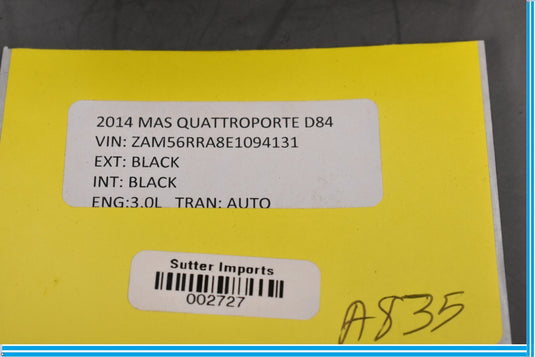 2014 MAS QUATTROPORTE D84
VIN: ZAM56RRA8E1094131
EXT: BLACK
INT: BLACK
ENG:3.0L TRAN: AUTO
Sutter Imports
002727
A835